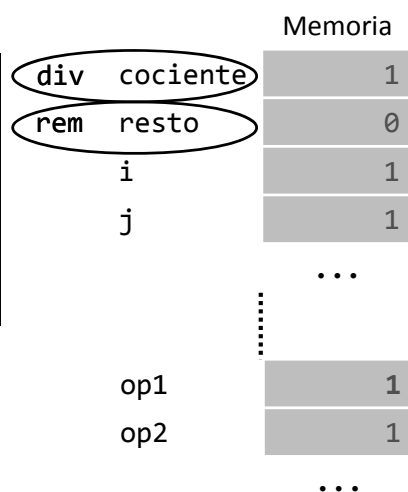 Memoria
div cociente 1
rem resto 0
i 1
j 1
...
op1 1
op2 1
...